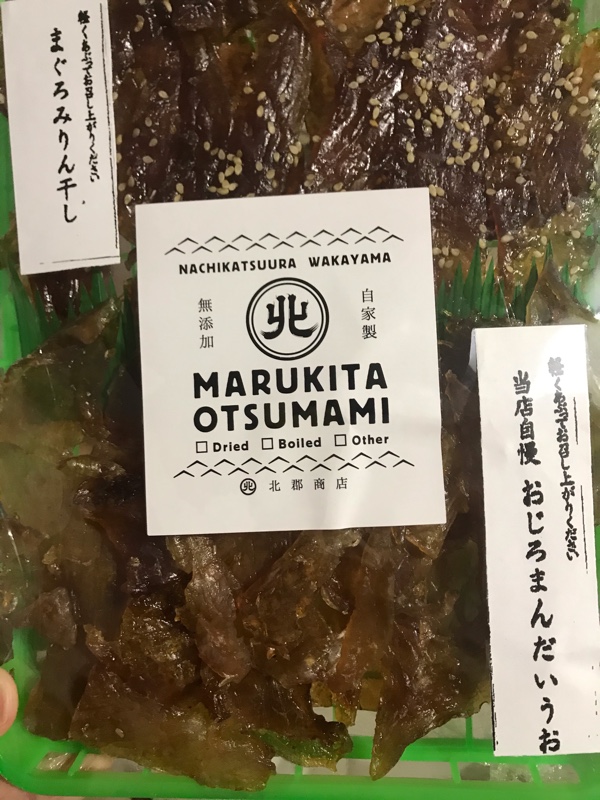 軽くあぶってお召し上がりください
まぐろみりん干し
NACHIKATSUURA WAKAYAMA
自家製
無添加
北
MARUKITA
OTSUMAMI
□ Dried □ Boiled □ Other
北 北郡商店
軽くあぶってお召し上がりください
当店自慢 おじろまんだいうお